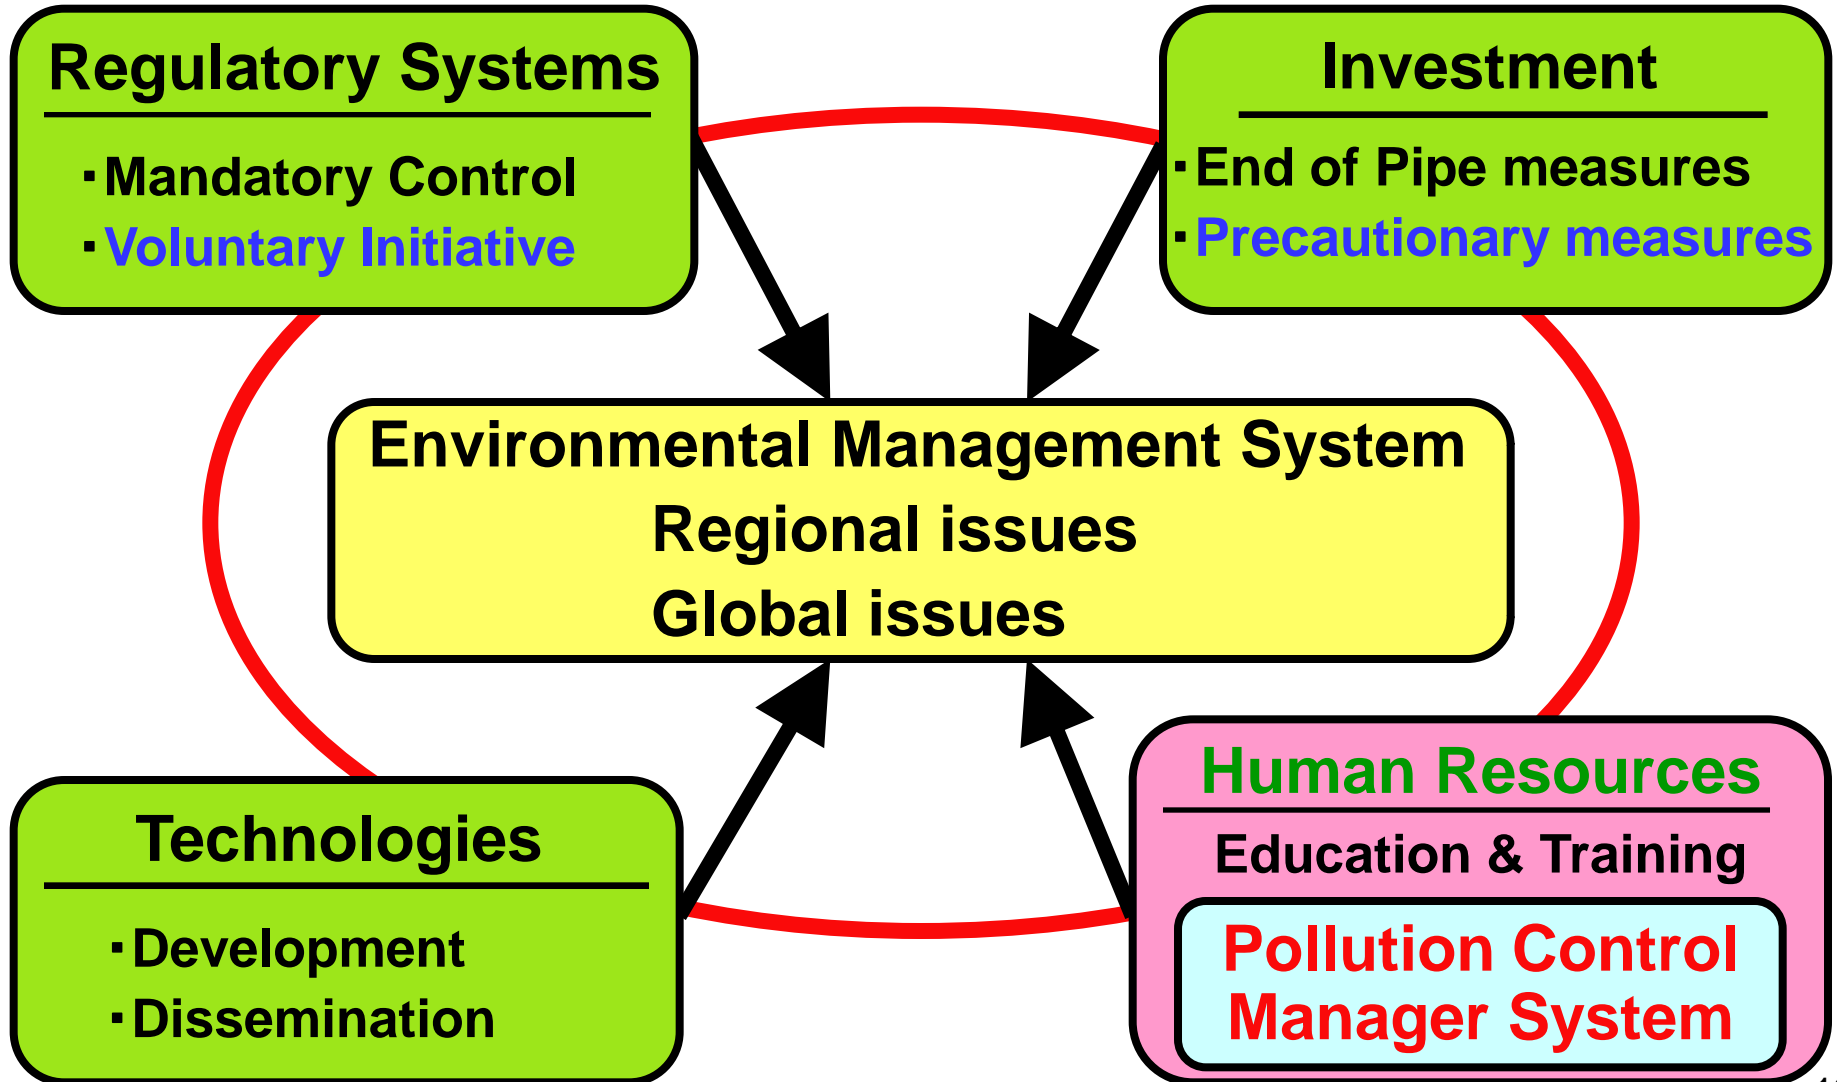 Regulatory Systems
・Mandatory Control
・Voluntary Initiative
Investment
・End of Pipe measures
・Precautionary measures
Environmental Management System
Regional issues
Global issues
Technologies
・Development
・Dissemination
Human Resources
Education & Training
Pollution Control
Manager System